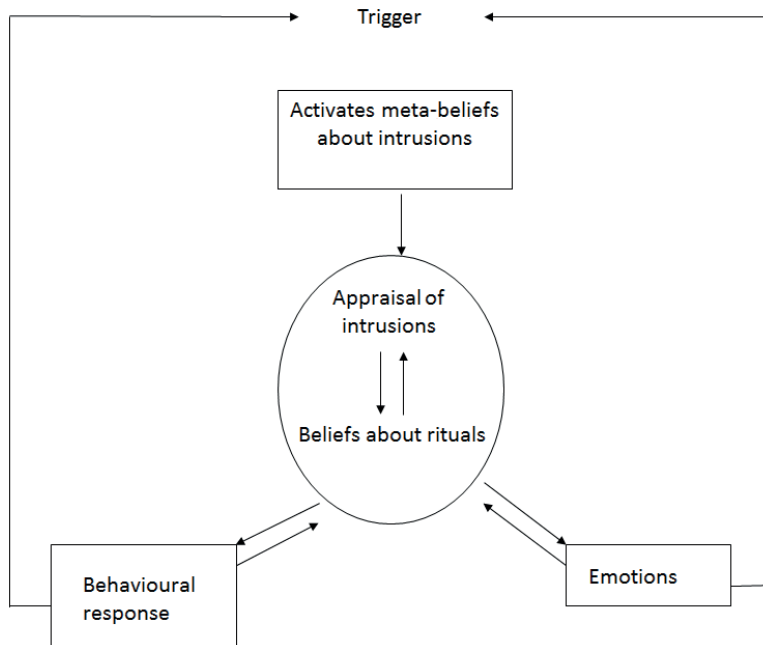 Trigger
Activates meta-beliefs
about intrusions
Appraisal of
intrusions
Beliefs about rituals
Behavioural
response
Emotions